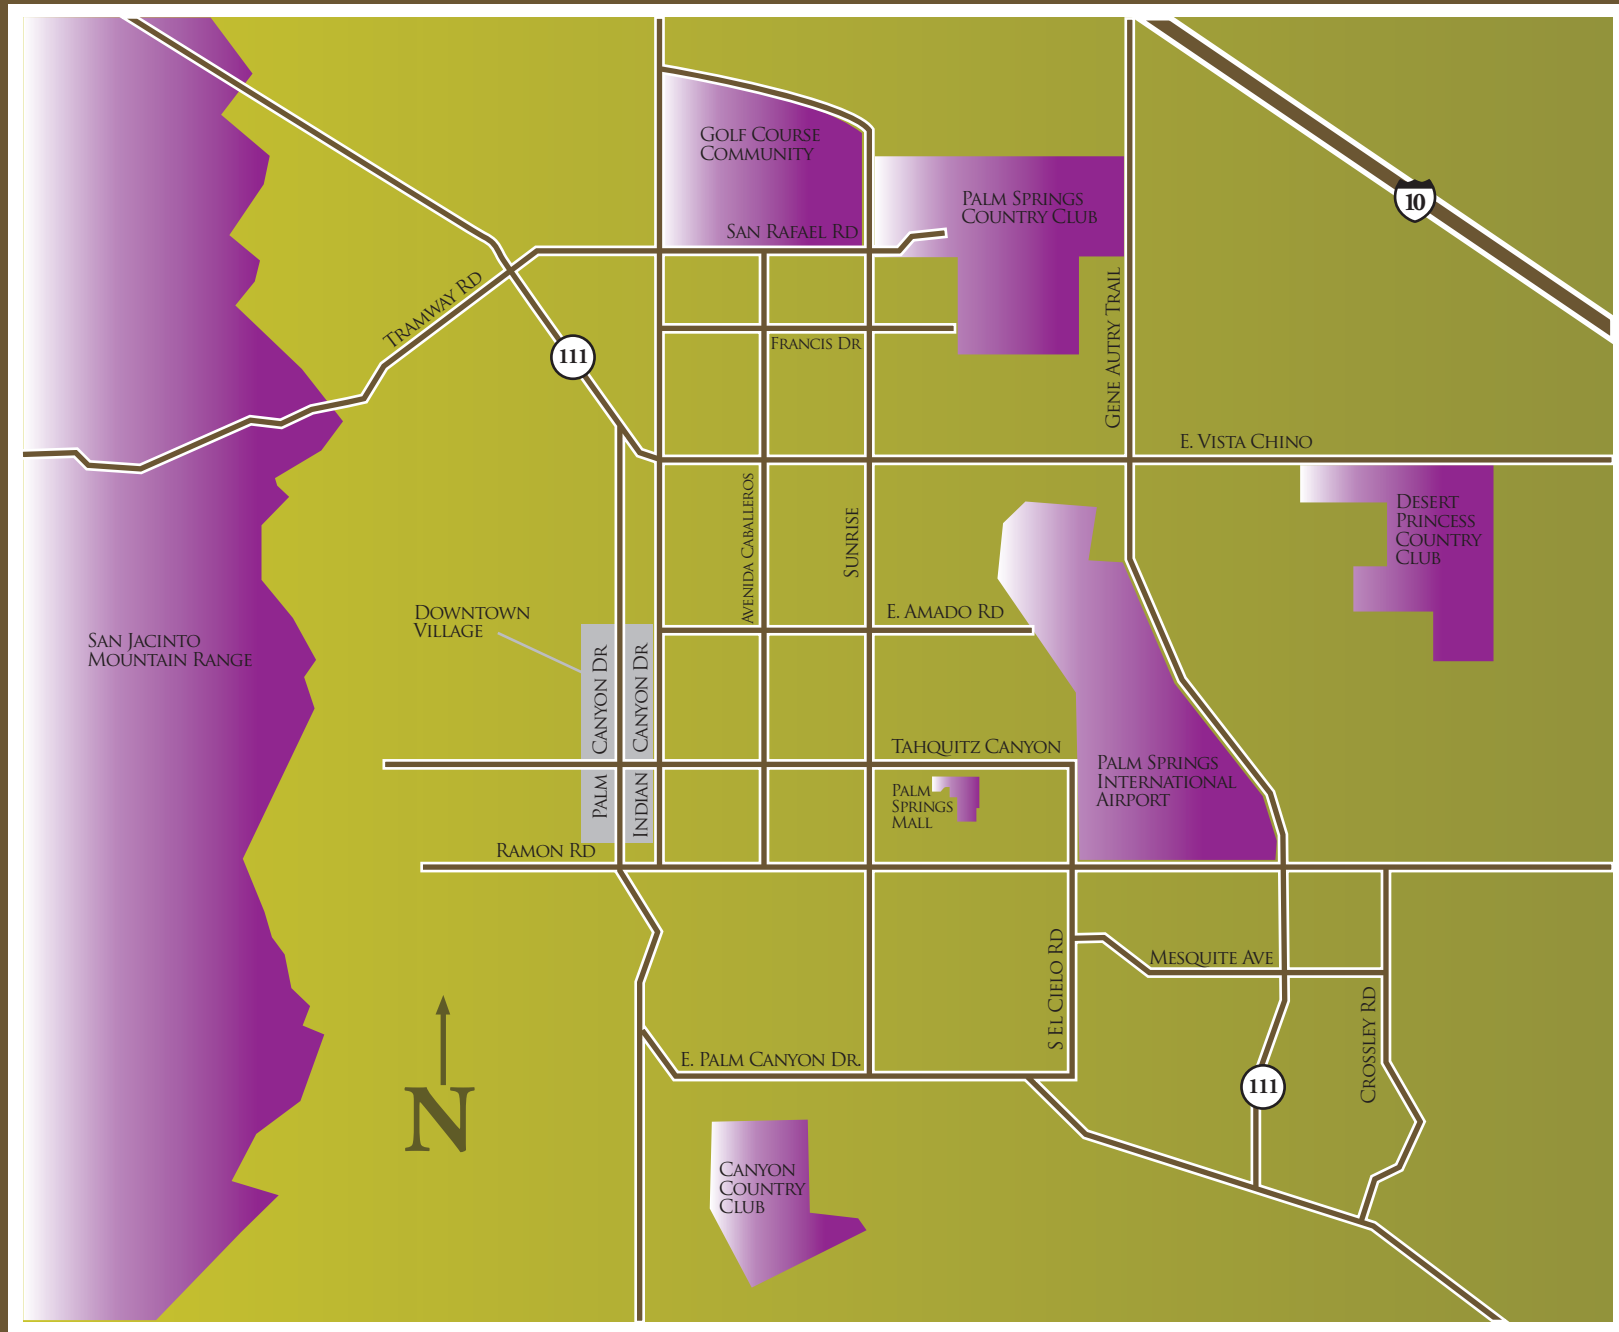 GOLF COURSE
COMMUNITY
PALM SPRINGS
COUNTRY CLUB
10
SAN RAFAEL RD
TRAMWAY RD
111
FRANCIS DR
GENE AUTRY TRAIL
E. VISTA CHINO
AVENIDA CABALLEROS
SUNRISE
DESERT
PRINCESS
COUNTRY
CLUB
DOWNTOWN
VILLAGE
E. AMADO RD
SAN JACINTO
MOUNTAIN RANGE
PALM CANYON DR
INDIAN CANYON DR
TAHQUITZ CANYON
PALM SPRINGS
INTERNATIONAL
AIRPORT
PALM
SPRINGS
MALL
RAMON RD
S EL CIELO RD
MESQUITE AVE
CROSSLEY RD
E. PALM CANYON DR.
111
N
CANYON
COUNTRY
CLUB